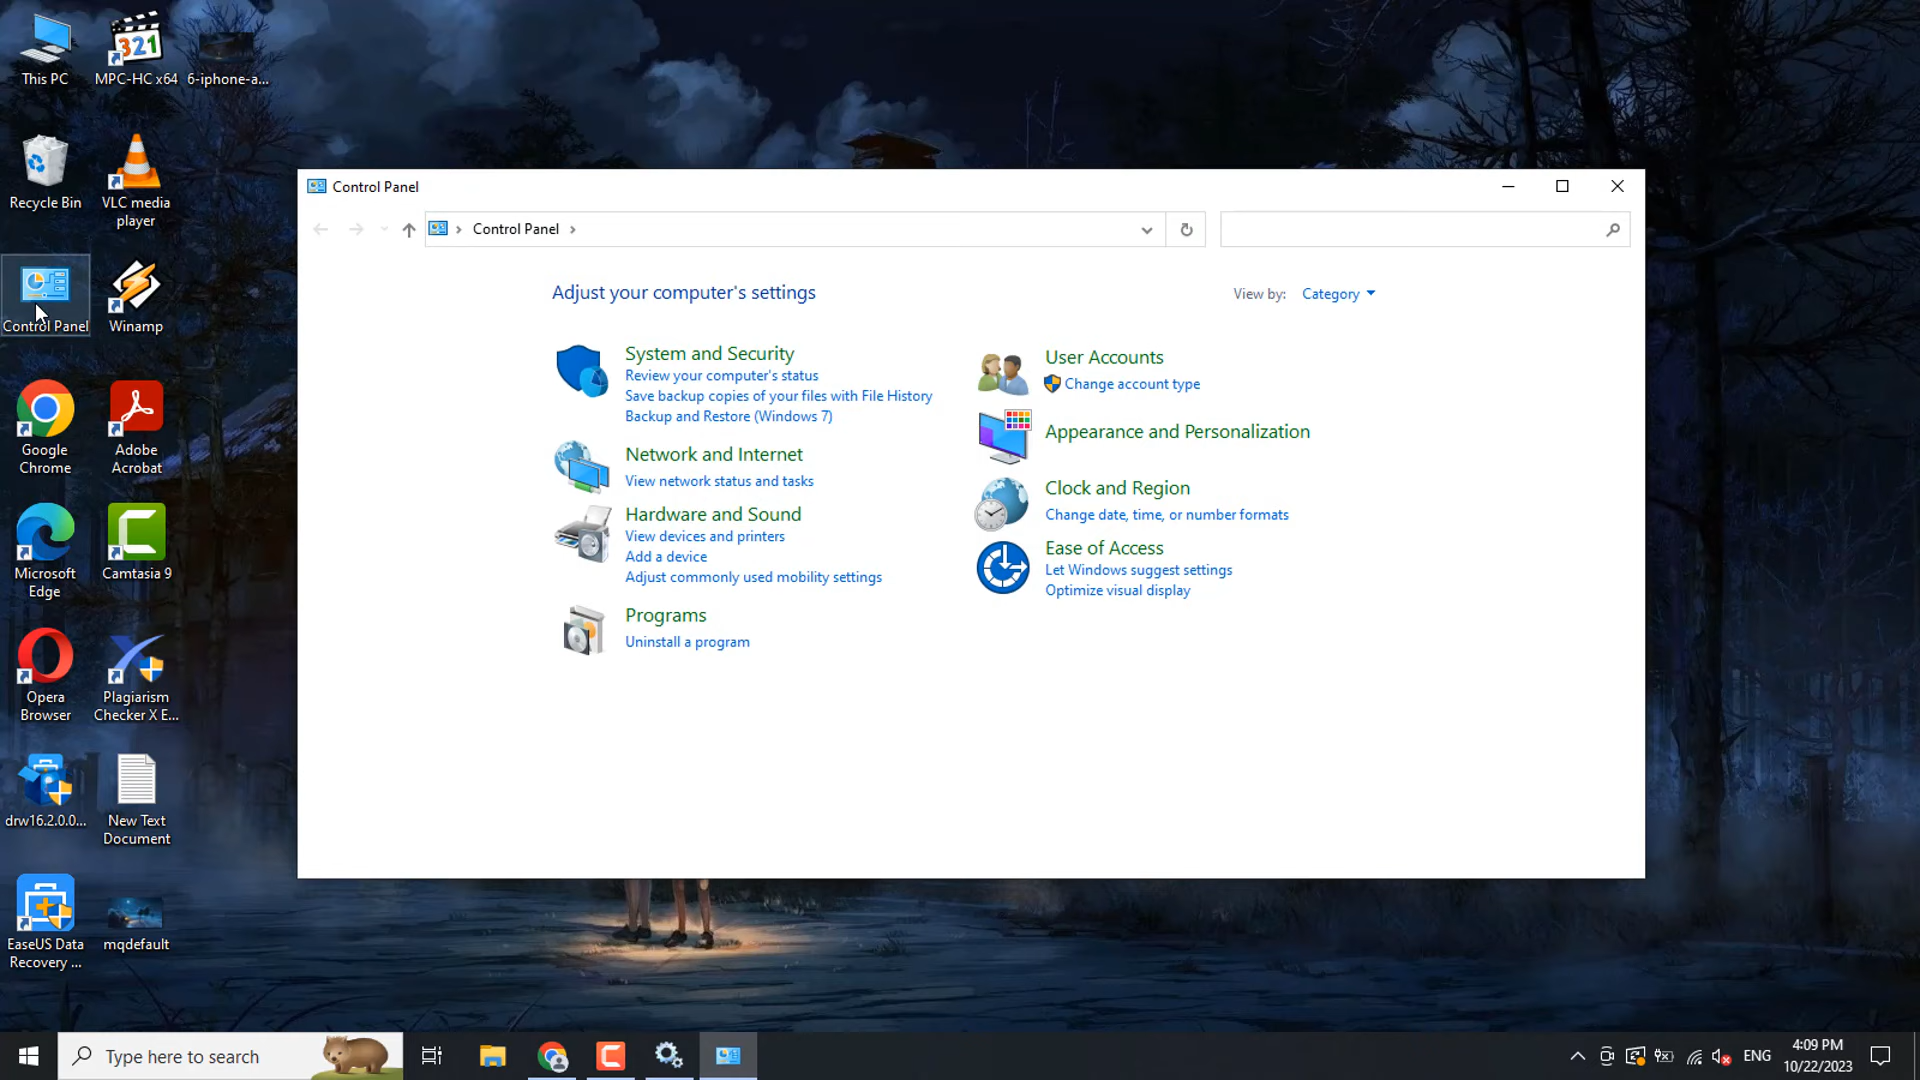 This PC
MPC-HC x64
6-iphone-a...
Recycle Bin
VLC media
player
Control Panel
Winamp
Google
Chrome
Adobe
Acrobat
Microsoft
Edge
Camtasia 9
Opera
Browser
Plagiarism
Checker X E...
drw16.2.0.0...
New Text
Document
EaseUS Data
Recovery ...
mqdefault
321
Control Panel
Control Panel
Adjust your computer's settings
View by: Category
System and Security
Review your computer's status
Save backup copies of your files with File History
Backup and Restore (Windows 7)
Network and Internet
View network status and tasks
Hardware and Sound
View devices and printers
Add a device
Adjust commonly used mobility settings
Programs
Uninstall a program
User Accounts
Change account type
Appearance and Personalization
Clock and Region
Change date, time, or number formats
Ease of Access
Let Windows suggest settings
Optimize visual display
Type here to search
ENG
4:09 PM
10/22/2023